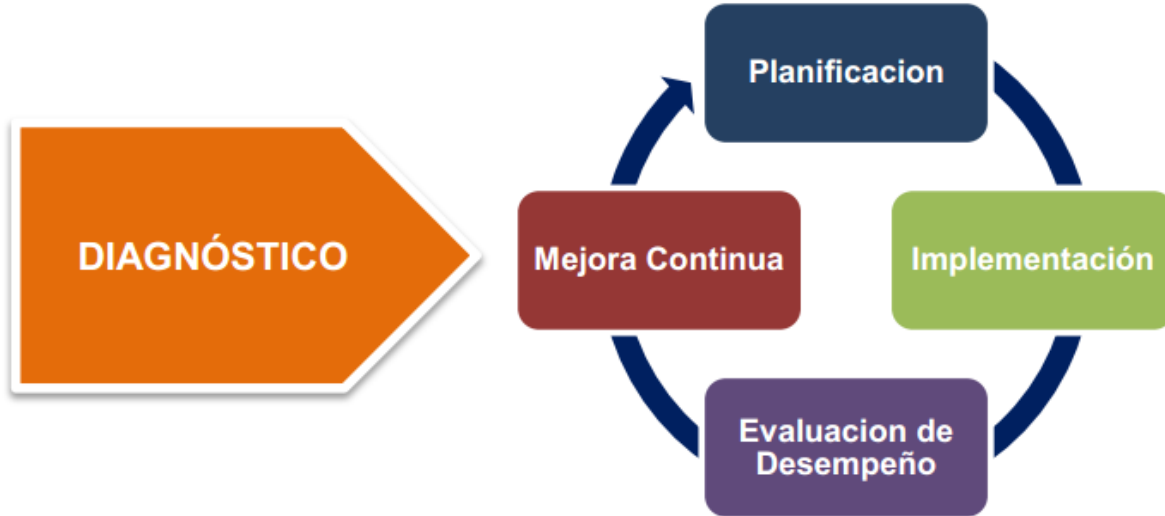 DIAGNÓSTICO
Planificacion
Implementación
Evaluacion de
Desempeño
Mejora Continua